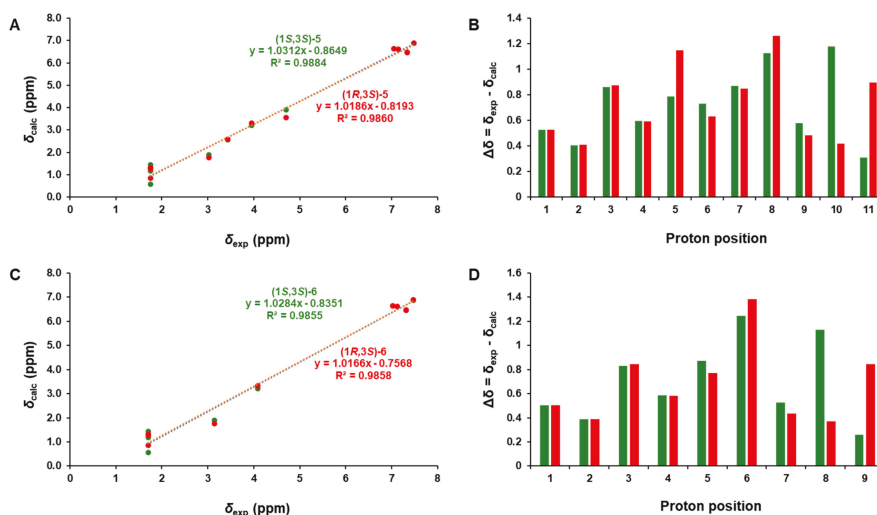 A
8.0
7.0
6.0
5.0
4.0
3.0
2.0
1.0
0.0
δcalc (ppm)
(1S,3S)-5
y = 1.0312x - 0.8649
R² = 0.9884
(1R,3S)-5
y = 1.0186x - 0.8193
R² = 0.9860
0 1 2 3 4 5 6 7 8
δexp (ppm)
B
1.4
1.2
1
0.8
0.6
0.4
0.2
0
Δδ = δexp - δcalc
1 2 3 4 5 6 7 8 9 10 11
Proton position
C
8.0
7.0
6.0
5.0
4.0
3.0
2.0
1.0
0.0
δcalc (ppm)
(1S,3S)-6
y = 1.0284x - 0.8351
R² = 0.9855
(1R,3S)-6
y = 1.0166x - 0.7568
R² = 0.9858
0 1 2 3 4 5 6 7 8
δexp (ppm)
D
1.6
1.4
1.2
1
0.8
0.6
0.4
0.2
0
Δδ = δexp - δcalc
1 2 3 4 5 6 7 8 9
Proton position